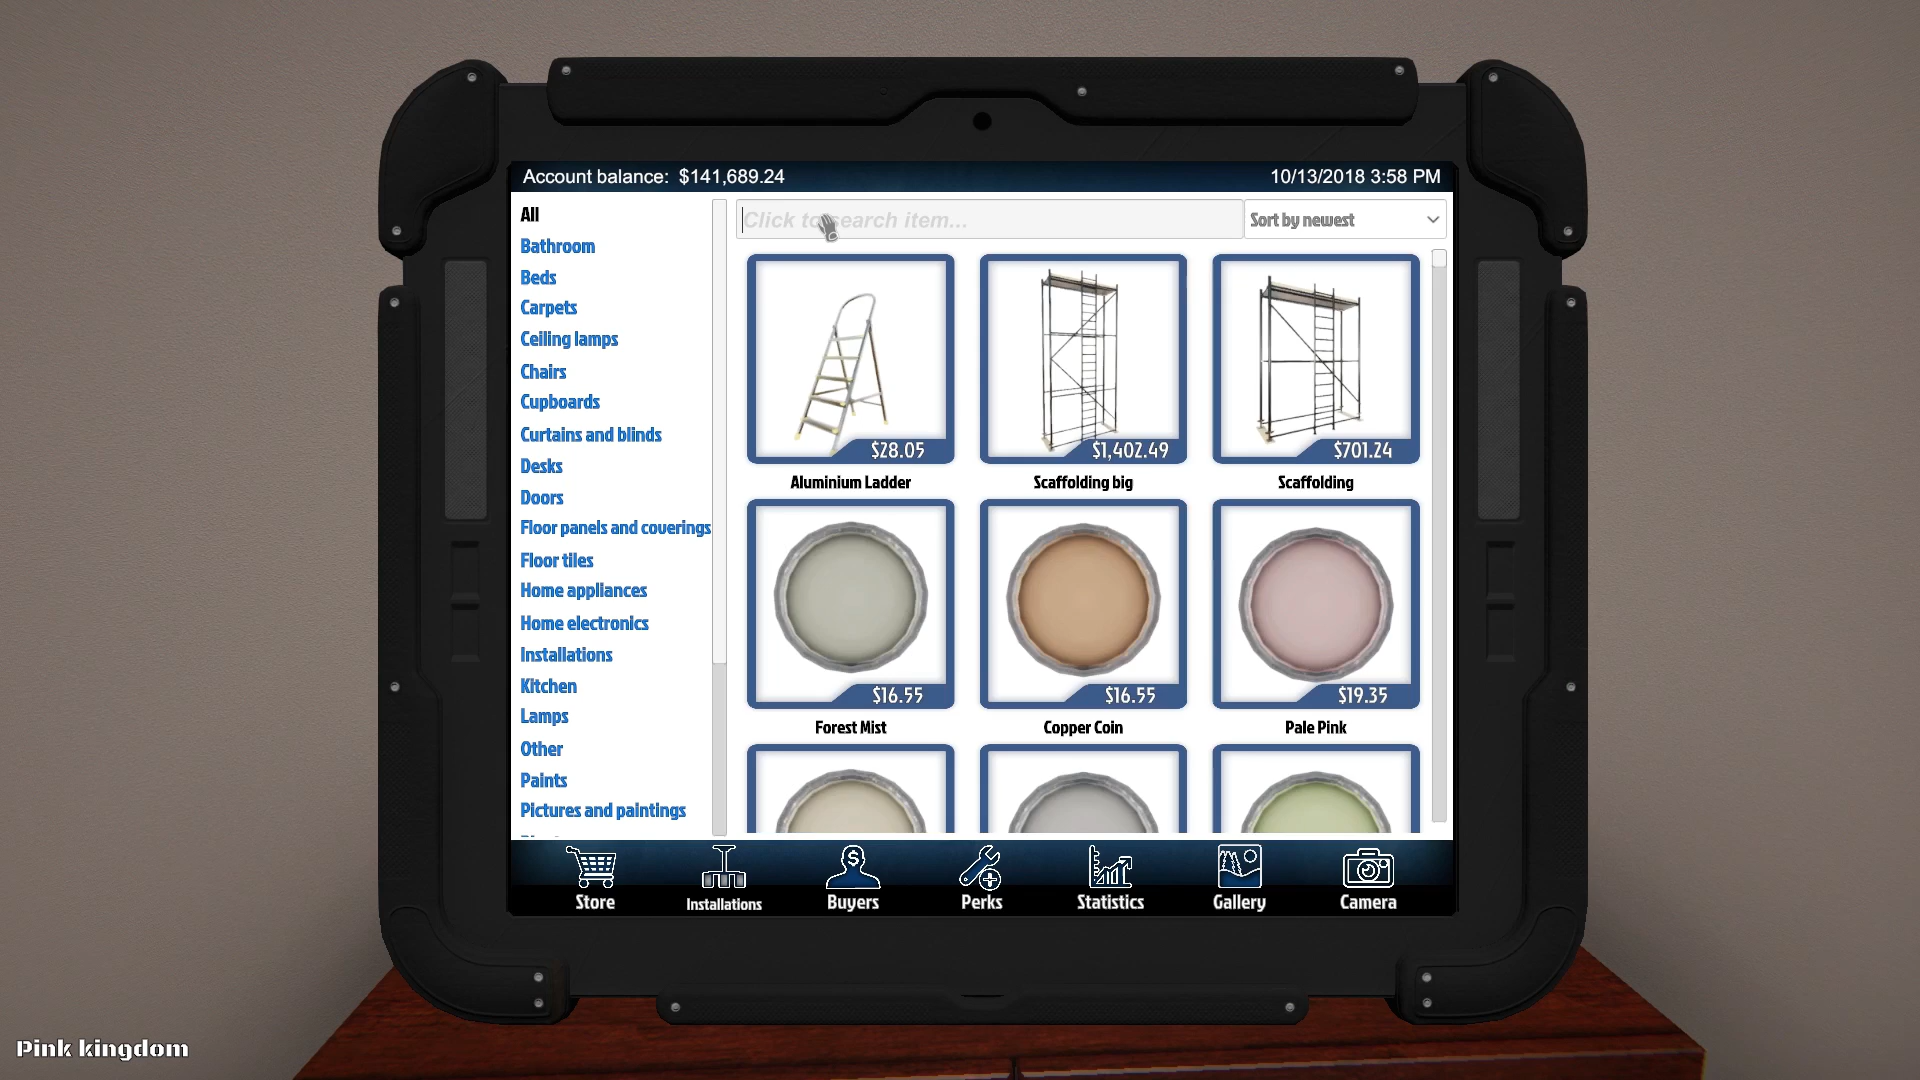 Account balance: $141,689.24
10/13/2018 3:58 PM
All
Bathroom
Beds
Carpets
Ceiling lamps
Chairs
Cupboards
Curtains and blinds
Desks
Doors
Floor panels and coverings
Floor tiles
Home appliances
Home electronics
Installations
Kitchen
Lamps
Other
Paints
Pictures and paintings
Click to search item...
Sort by newest
$28.05
$1,402.49
$701.24
Aluminium Ladder
Scaffolding big
Scaffolding
$16.55
$16.55
$19.35
Forest Mist
Copper Coin
Pale Pink
Store
Installations
Buyers
Perks
Statistics
Gallery
Camera
Pink kingdom